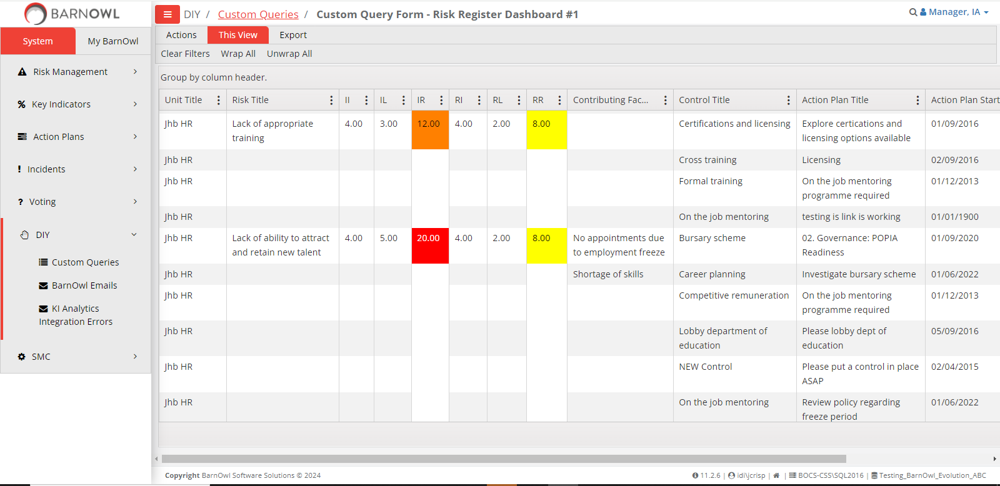 BARNOWL
DIY / Custom Queries / Custom Query Form - Risk Register Dashboard #1
Manager, IA
System
My BarnOwl
Risk Management
Key Indicators
Action Plans
Incidents
Voting
DIY
Custom Queries
BarnOwl Emails
KI Analytics
Integration Errors
SMC
Actions
This View
Export
Clear Filters
Wrap All
Unwrap All
Group by column header.
Unit Title Risk Title II IL IR RI RL RR Contributing Fac... Control Title Action Plan Title Action Plan Start
Jhb HR Lack of appropriate 4.00 3.00 12.00 4.00 2.00 8.00 Certifications and licensing Explore certications and 01/09/2016
training licensing options available
Jhb HR Cross training Licensing 02/09/2016
Jhb HR Formal training On the job mentoring 01/12/2013
programme required
Jhb HR On the job mentoring testing is link is working 01/01/1900
Jhb HR Lack of ability to attract 4.00 5.00 20.00 4.00 2.00 8.00 No appointments due Bursary scheme 02. Governance: POPIA 01/09/2020
and retain new talent to employment freeze Readiness
Jhb HR Shortage of skills Career planning Investigate bursary scheme 01/06/2022
Jhb HR Competitive remuneration On the job mentoring 01/12/2013
programme required
Jhb HR Lobby department of Please lobby dept of 05/09/2016
education education
Jhb HR NEW Control Please put a control in place 02/04/2015
ASAP
Jhb HR On the job mentoring Review policy regarding 01/06/2022
freeze period
Copyright BarnOwl Software Solutions © 2024
11.2.6 | idi\jcrisp | | BOCS-CSS\SQL2016 | Testing_BarnOwl_Evolution_ABC